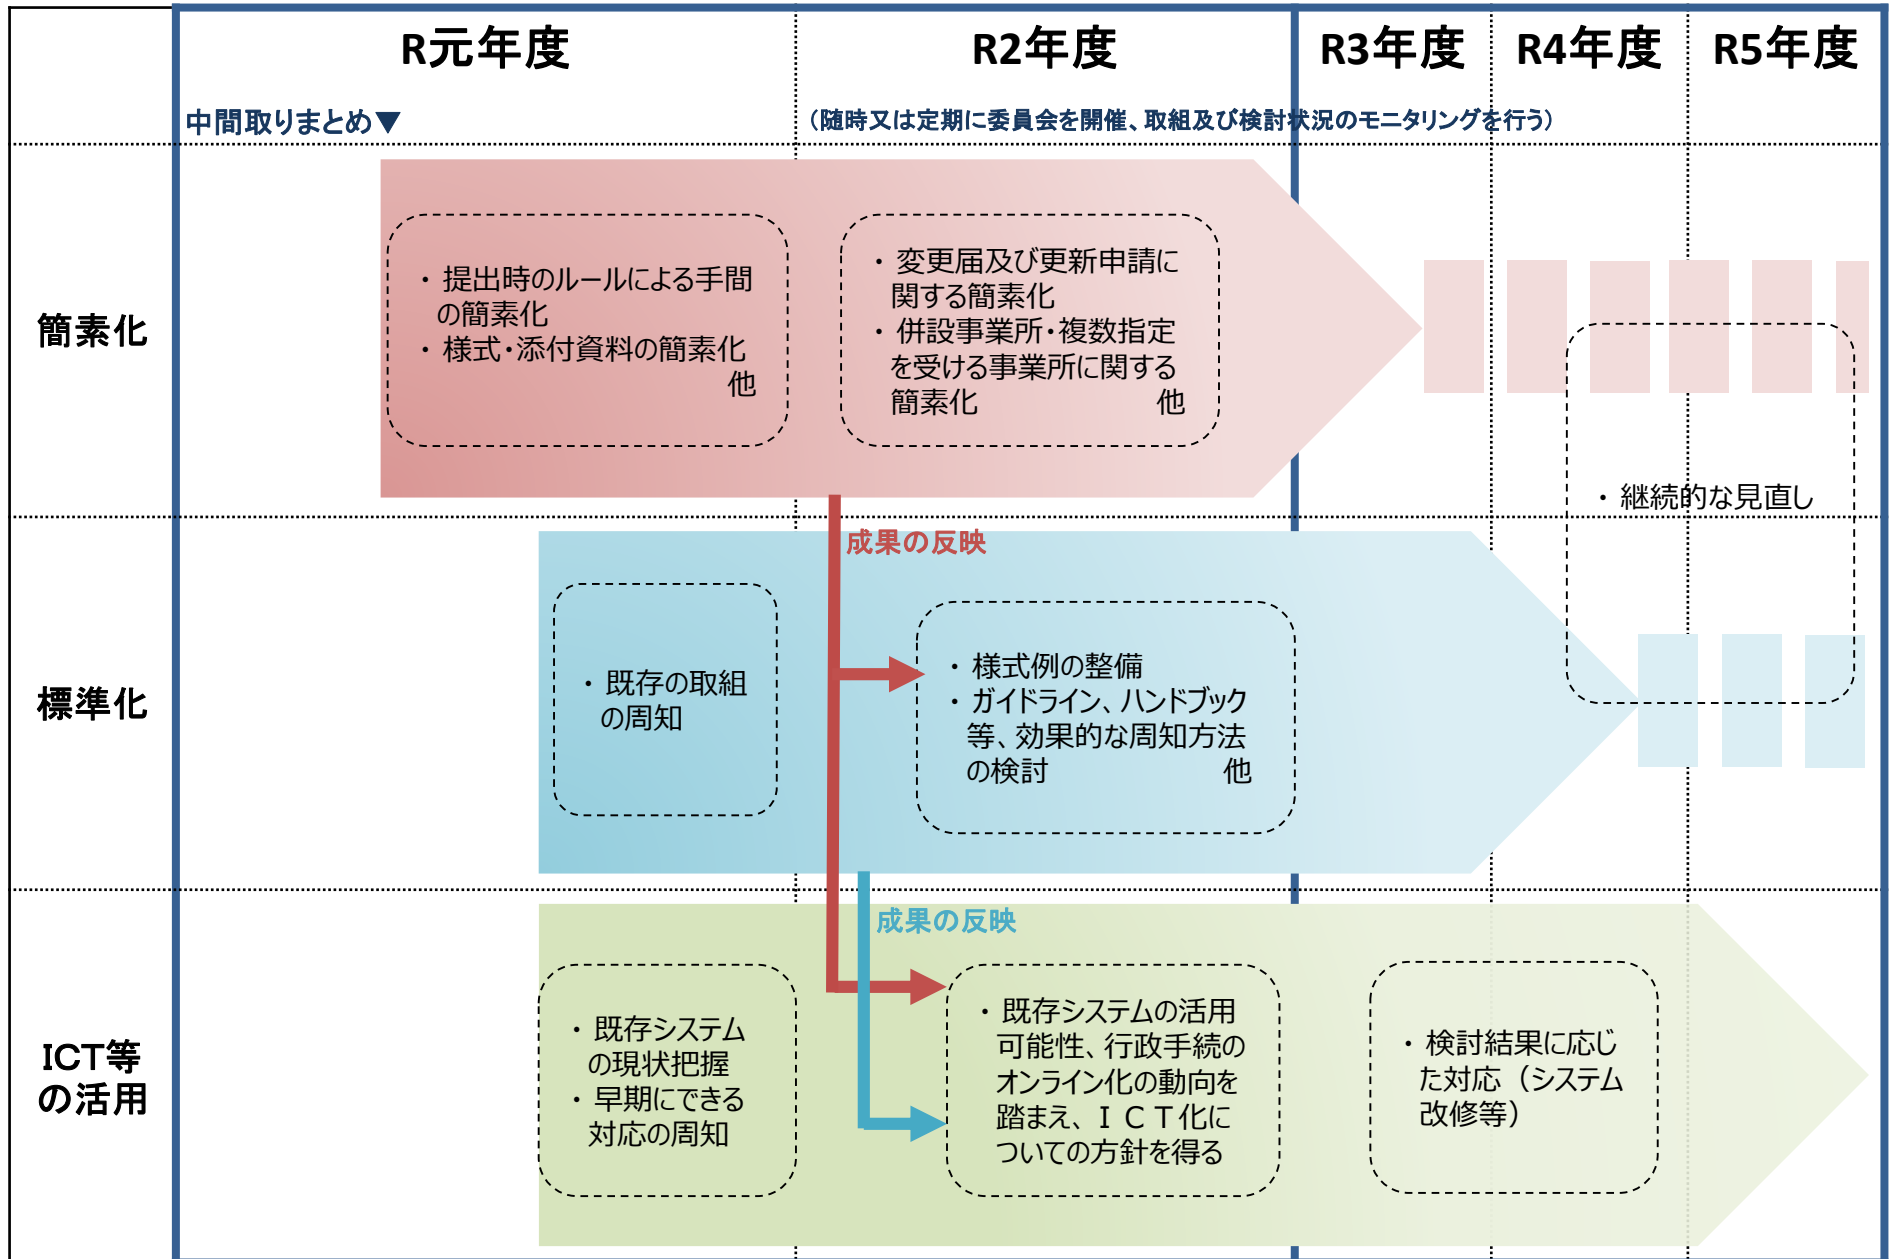 R元年度
R2年度
R3年度
R4年度
R5年度
中間取りまとめ▼
（随時又は定期に委員会を開催、取組及び検討状況のモニタリングを行う）
簡素化
・提出時のルールによる手間
の簡素化
・様式・添付資料の簡素化
他
・変更届及び更新申請に
関する簡素化
・併設事業所・複数指定
を受ける事業所に関する
簡素化 他
・継続的な見直し
標準化
成果の反映
・既存の取組
の周知
・様式例の整備
・ガイドライン、ハンドブック
等、効果的な周知方法
の検討 他
ICT等
の活用
成果の反映
・既存システム
の現状把握
・早期にできる
対応の周知
・既存システムの活用
可能性、行政手続の
オンライン化の動向を
踏まえ、ＩＣＴ化に
ついての方針を得る
・検討結果に応じ
た対応（システム
改修等）